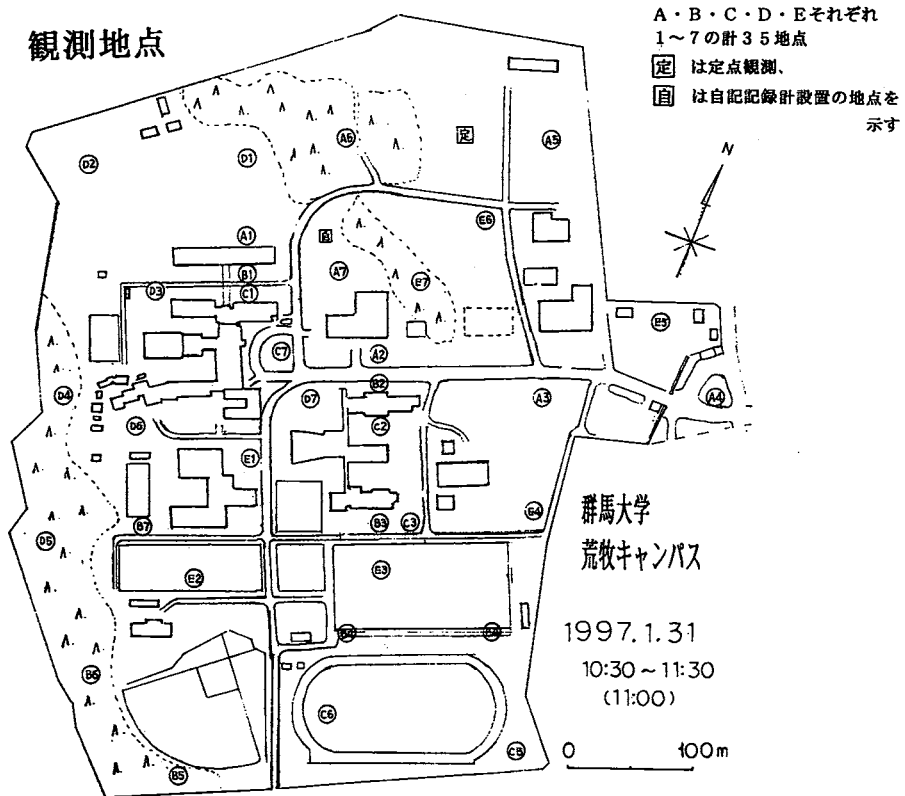 観測地点
A・B・C・D・Eそれぞれ
1～7の計35地点
定 は定点観測、
自 は自記記録計設置の地点を
示す
N
A6
定
A5
D2
D1
E6
A1
自
B1
A7
E7
D3
C1
E5
C7
A2
D4
B2
A4
D7
A3
D6
C2
E1
E4
B7
B3
C3
D5
E2
E3
群馬大学
荒牧キャンパス
1997.1.31
10:30～11:30
(11:00)
B6
C6
C5
B5
0 100m